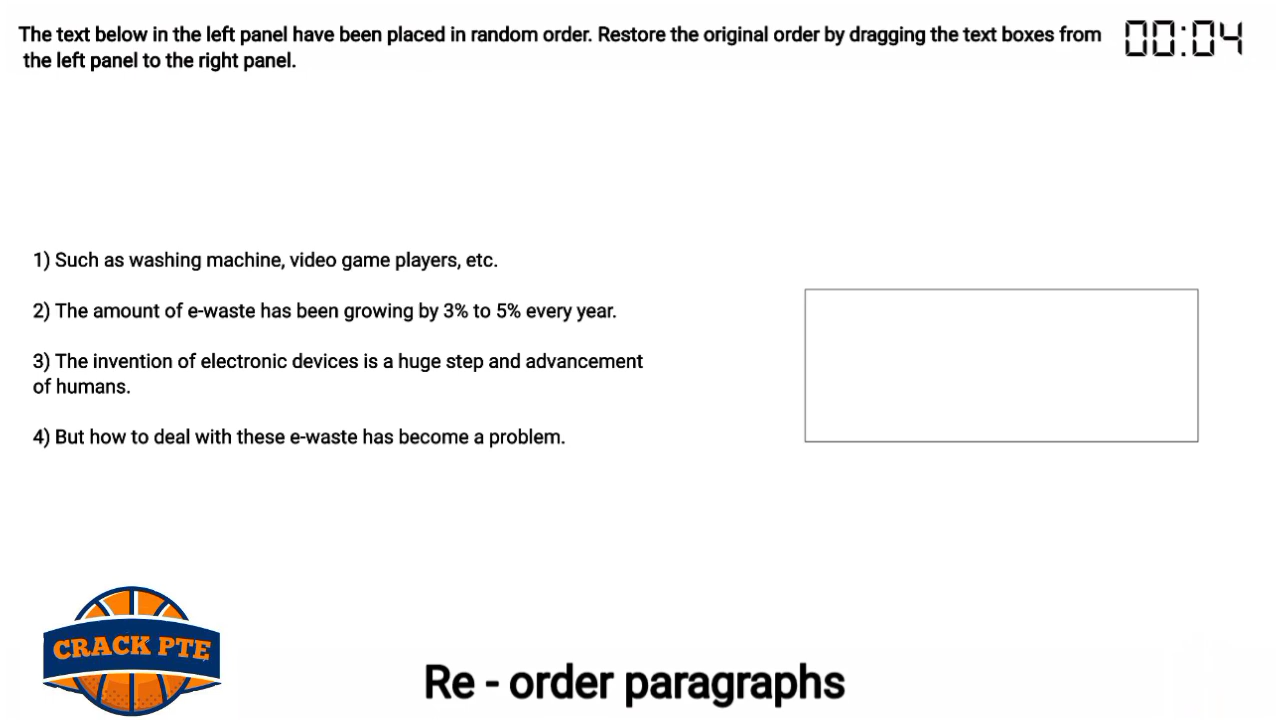 The text below in the left panel have been placed in random order. Restore the original order by dragging the text boxes from
the left panel to the right panel.
00:04
1) Such as washing machine, video game players, etc.
2) The amount of e-waste has been growing by 3% to 5% every year.
3) The invention of electronic devices is a huge step and advancement
of humans.
4) But how to deal with these e-waste has become a problem.
CRACK PTE
Re - order paragraphs